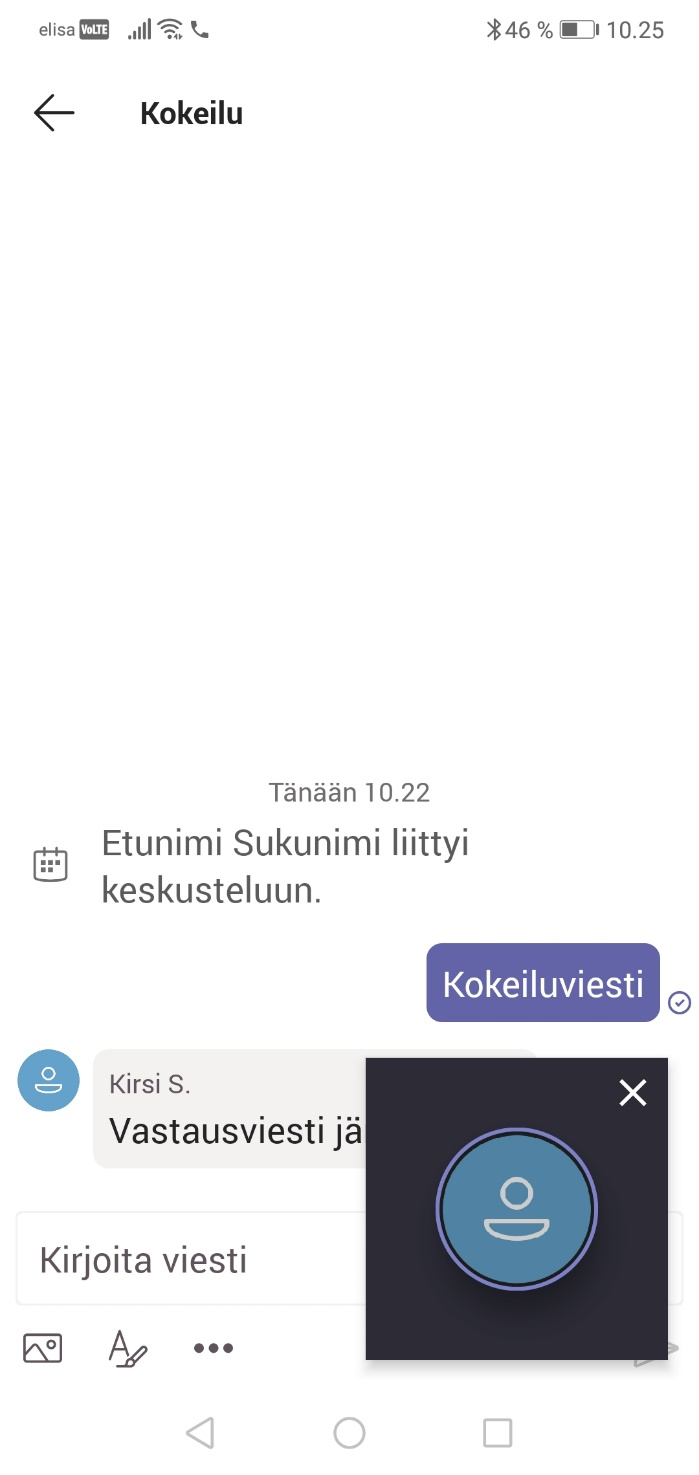 elisa VoLTE 46 % 10.25
Kokeilu
Tänään 10.22
Etunimi Sukunimi liittyi
keskusteluun.
Kokeiluviesti
Kirsi S.
Vastausviesti
Kirjoita viesti